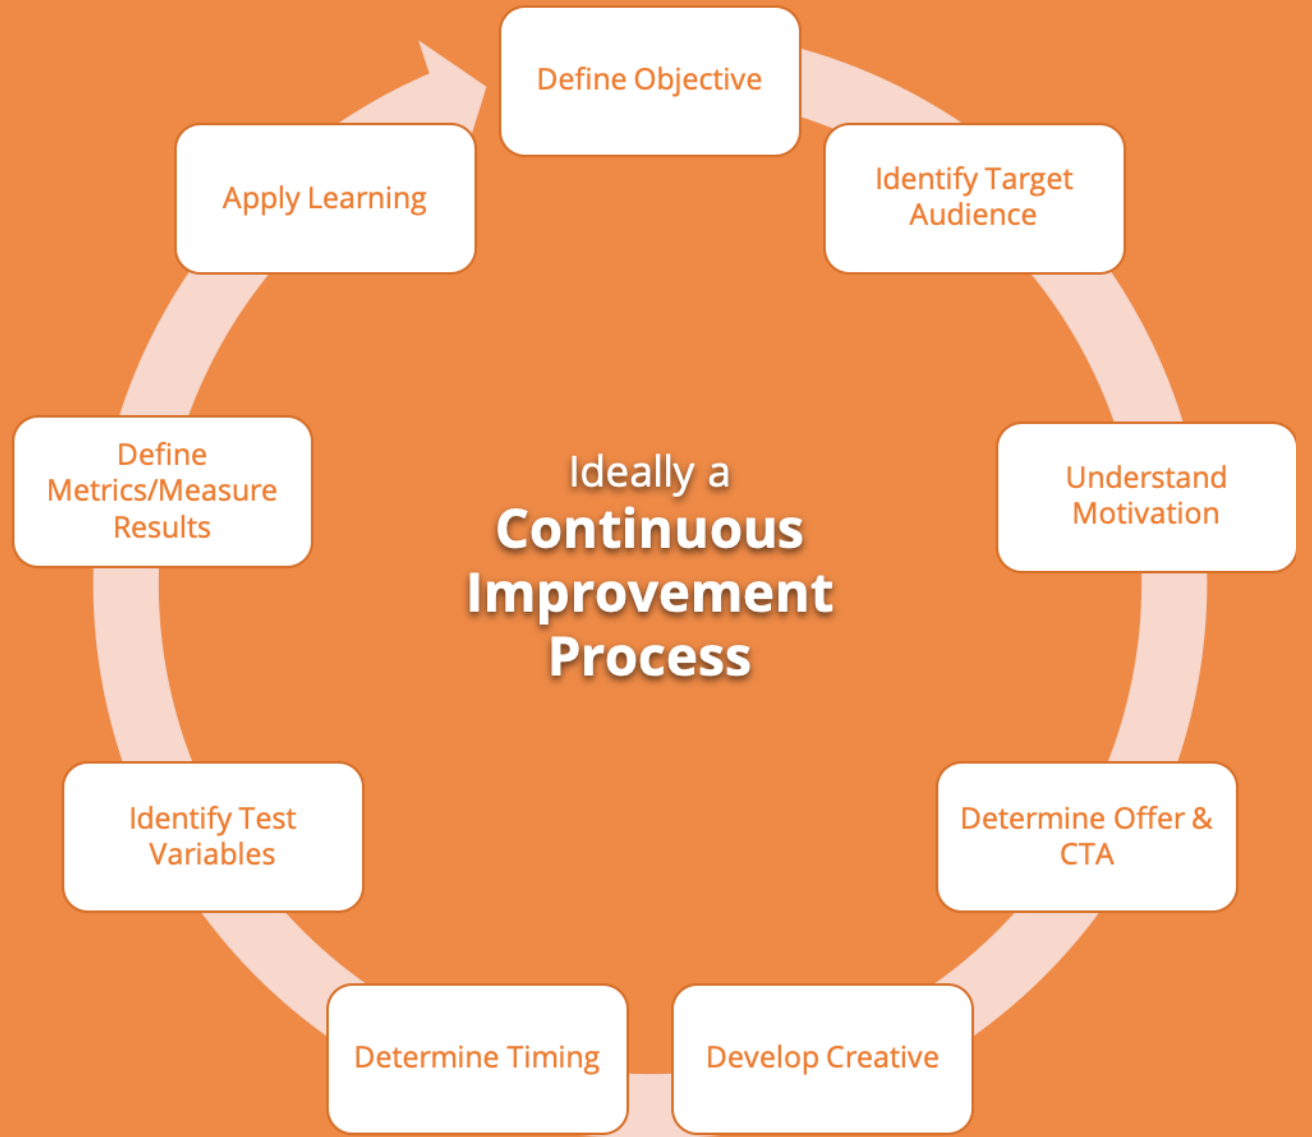 Define Objective
Identify Target
Audience
Understand
Motivation
Determine Offer &
CTA
Develop Creative
Determine Timing
Identify Test
Variables
Define
Metrics/Measure
Results
Apply Learning
Ideally a
Continuous
Improvement
Process